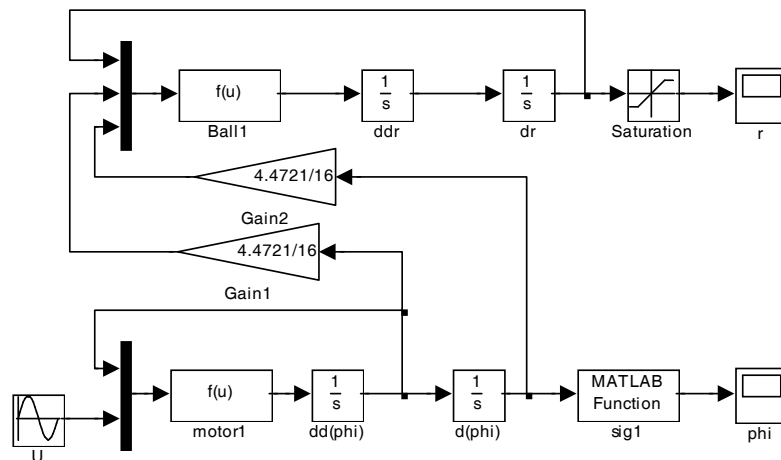 f(u)
Ball1
1
s
ddr
1
s
dr
Saturation
r
4.4721/16
Gain2
4.4721/16
Gain1
U
f(u)
motor1
1
s
dd(phi)
1
s
d(phi)
MATLAB
Function
sig1
phi